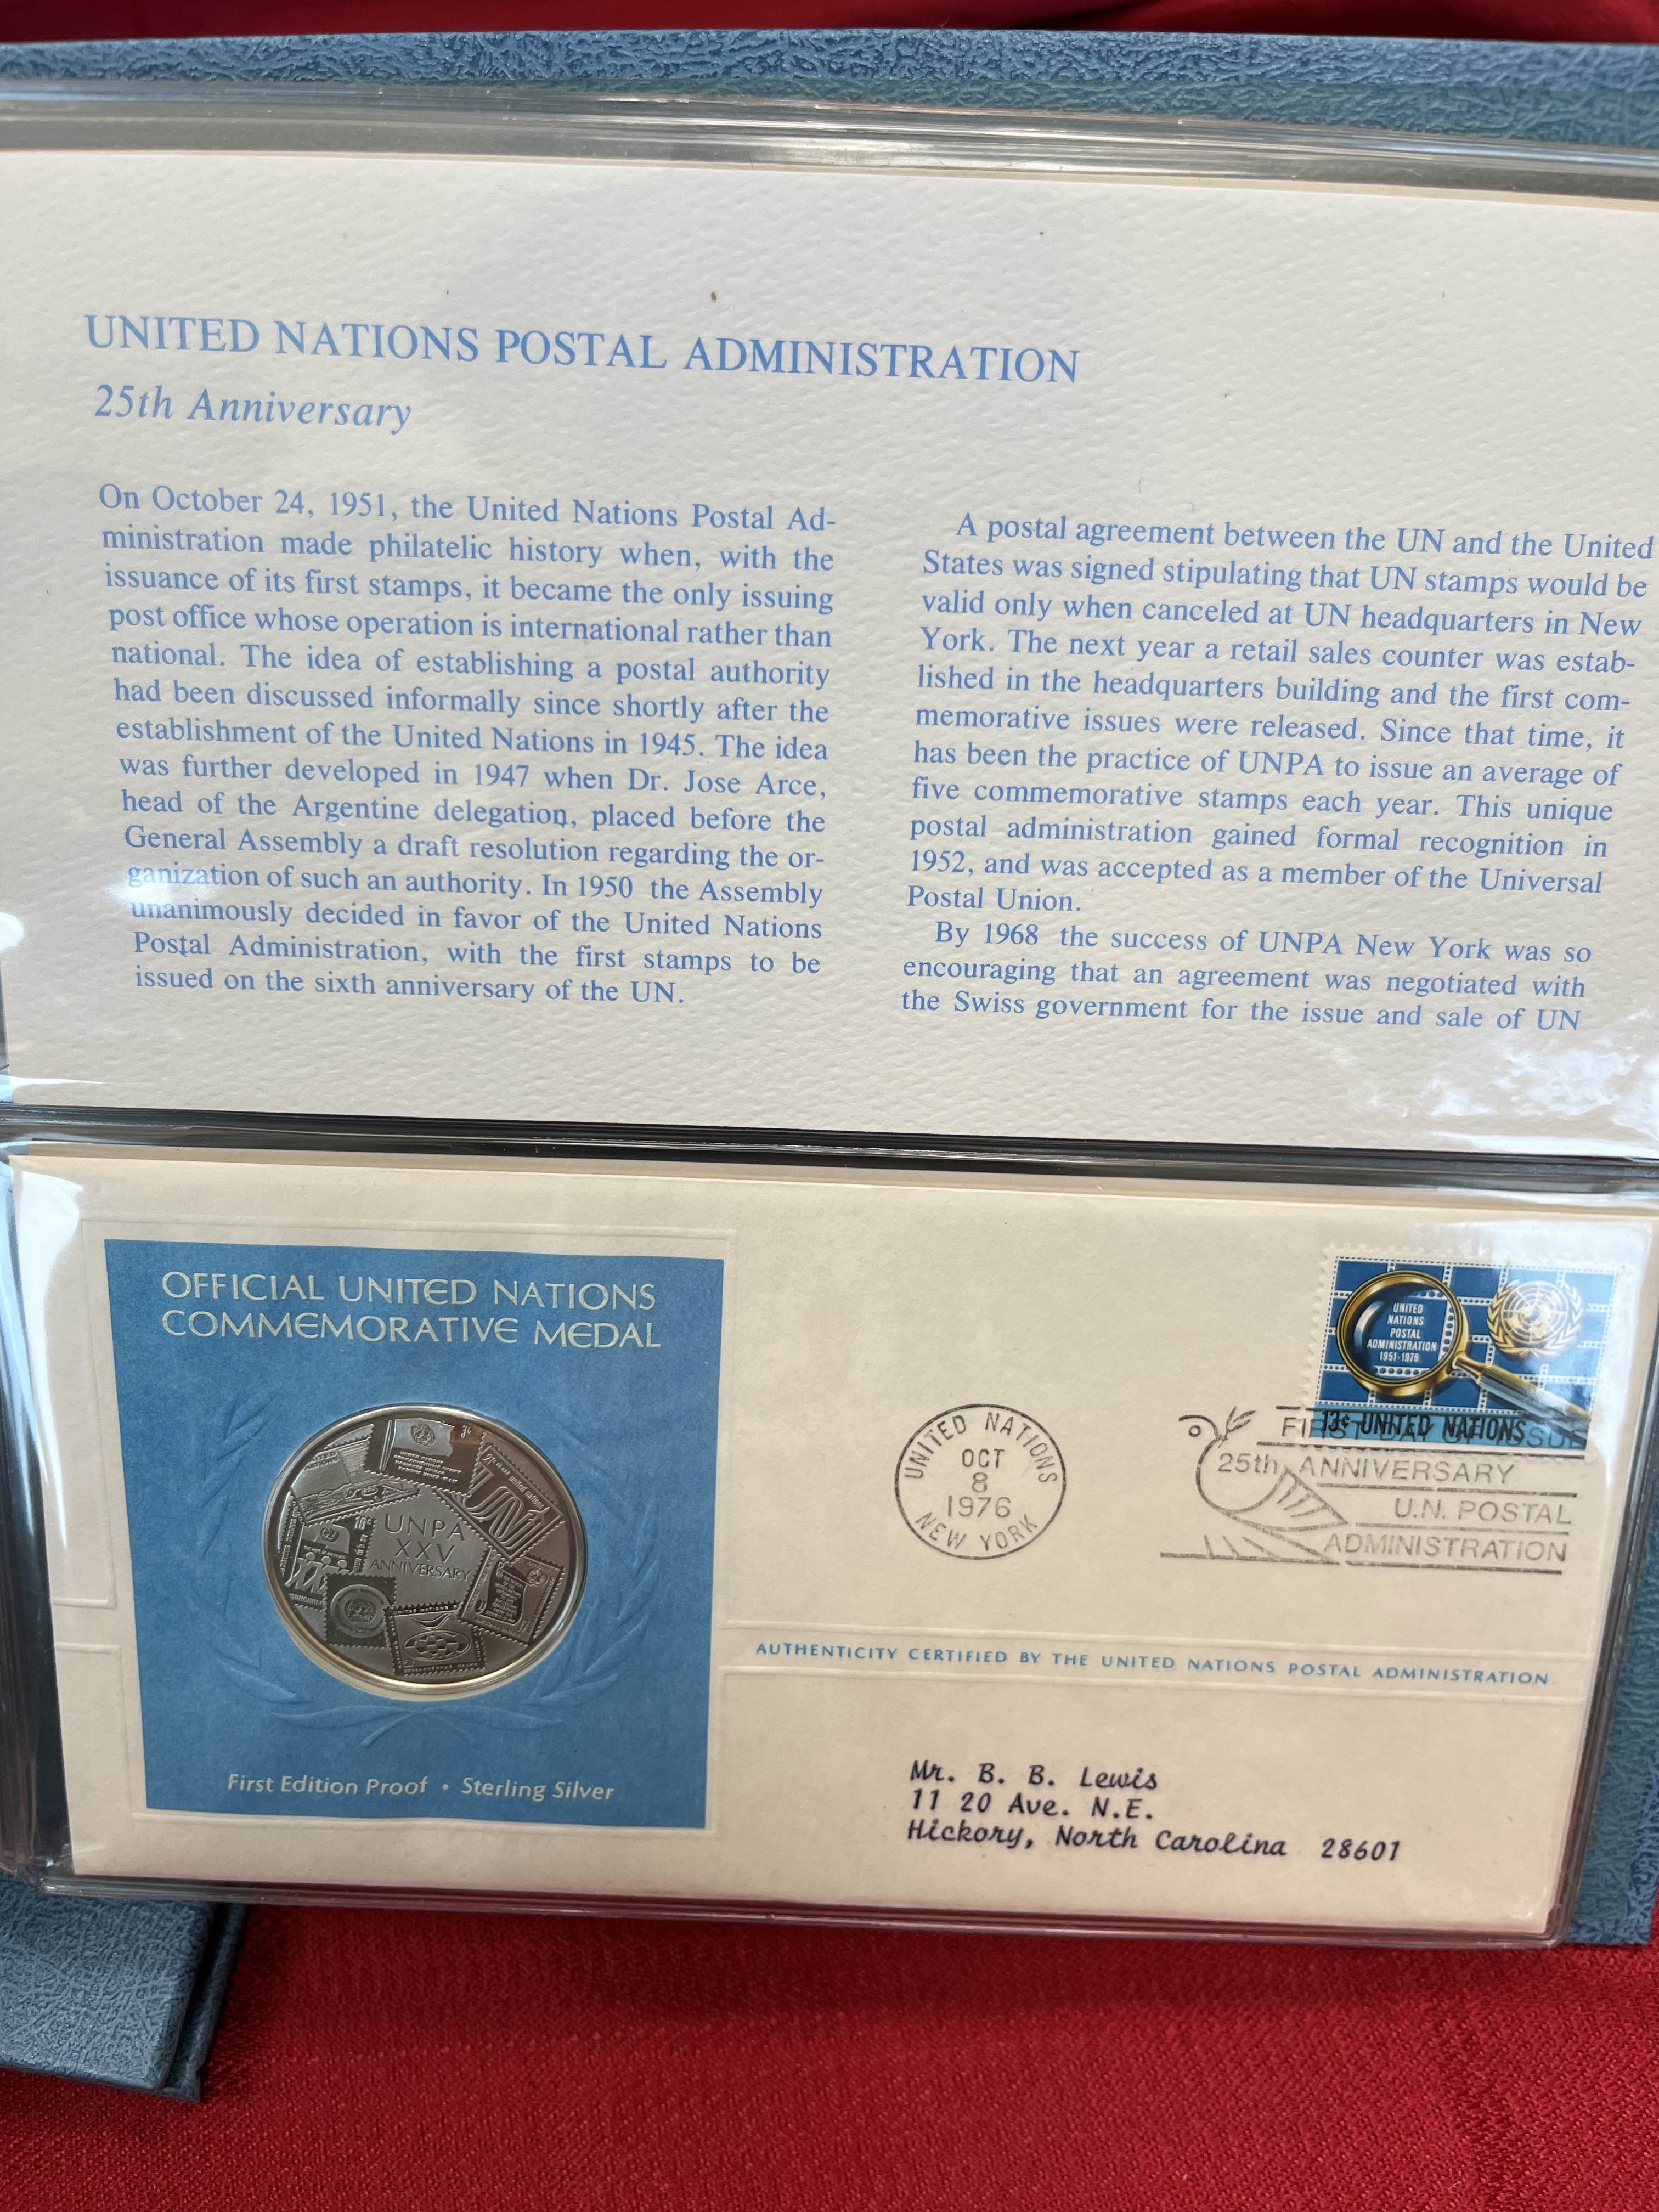 UNITED NATIONS POSTAL ADMINISTRATION
25th Anniversary
On October 24, 1951, the United Nations Postal Ad-
ministration made philatelic history when, with the
issuance of its first stamps, it became the only issuing
post office whose operation is international rather than
national. The idea of establishing a postal authority
had been discussed informally since shortly after the
establishment of the United Nations in 1945. The idea
was further developed in 1947 when Dr. Jose Arce,
head of the Argentine delegation, placed before the
General Assembly a draft resolution regarding the or-
ganization of such an authority. In 1950 the Assembly
unanimously decided in favor of the United Nations
Postal Administration, with the first stamps to be
issued on the sixth anniversary of the UN.
A postal agreement between the UN and the United
States was signed stipulating that UN stamps would be
valid only when canceled at UN headquarters in New
York. The next year a retail sales counter was estab-
lished in the headquarters building and the first com-
memorative issues were released. Since that time, it
has been the practice of UNPA to issue an average of
five commemorative stamps each year. This unique
postal administration gained formal recognition in
1952, and was accepted as a member of the Universal
Postal Union.
By 1968 the success of UNPA New York was so
encouraging that an agreement was negotiated with
the Swiss government for the issue and sale of UN
OFFICIAL UNITED NATIONS
COMMEMORATIVE MEDAL
3c
10c
UNPA
XXV
ANNIVERSARY
UNITED NATIONS
First Edition Proof • Sterling Silver
UNITED NATIONS
OCT
8
1976
NEW YORK
UNITED
NATIONS
POSTAL
ADMINISTRATION
1951-1976
13¢ UNITED NATIONS
FIRST DAY OF ISSUE
25th ANNIVERSARY
U.N. POSTAL
ADMINISTRATION
AUTHENTICITY CERTIFIED BY THE UNITED NATIONS POSTAL ADMINISTRATION
Mr. B. B. Lewis
11 20 Ave. N.E.
Hickory, North Carolina 28601